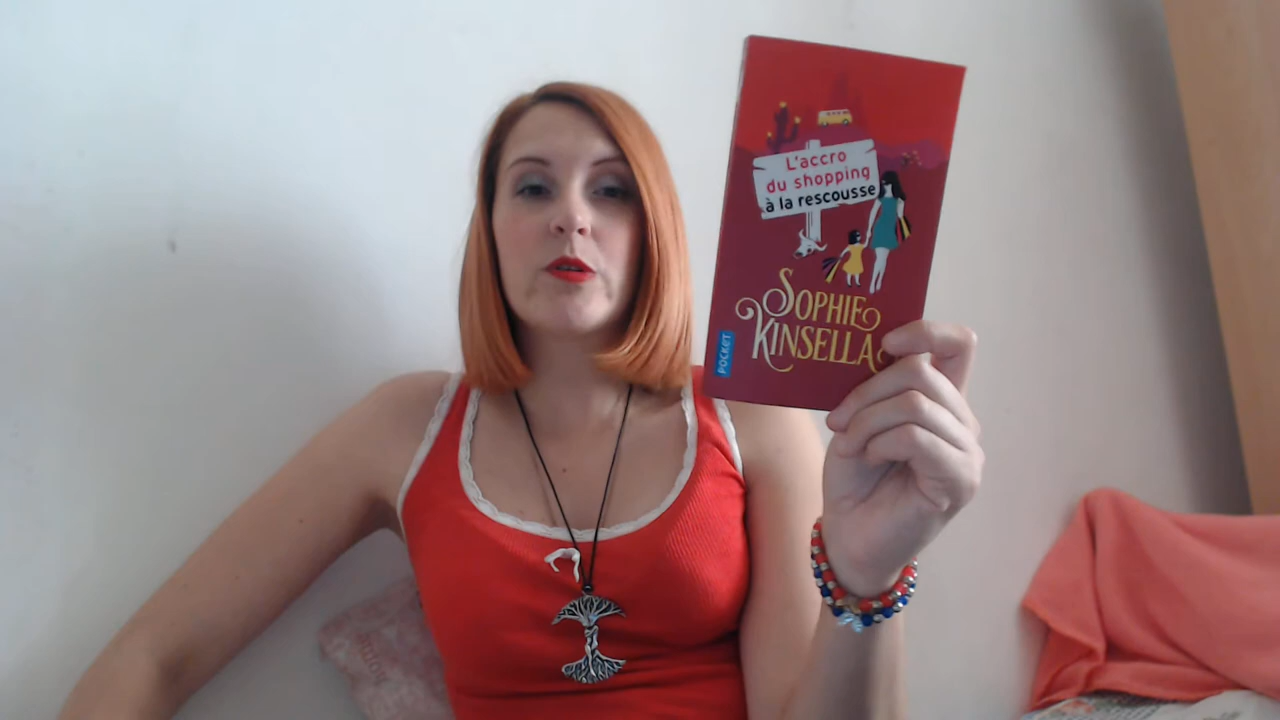 L'accro
du shopping
à la rescousse
SOPHIE
KINSELLA
POCKET